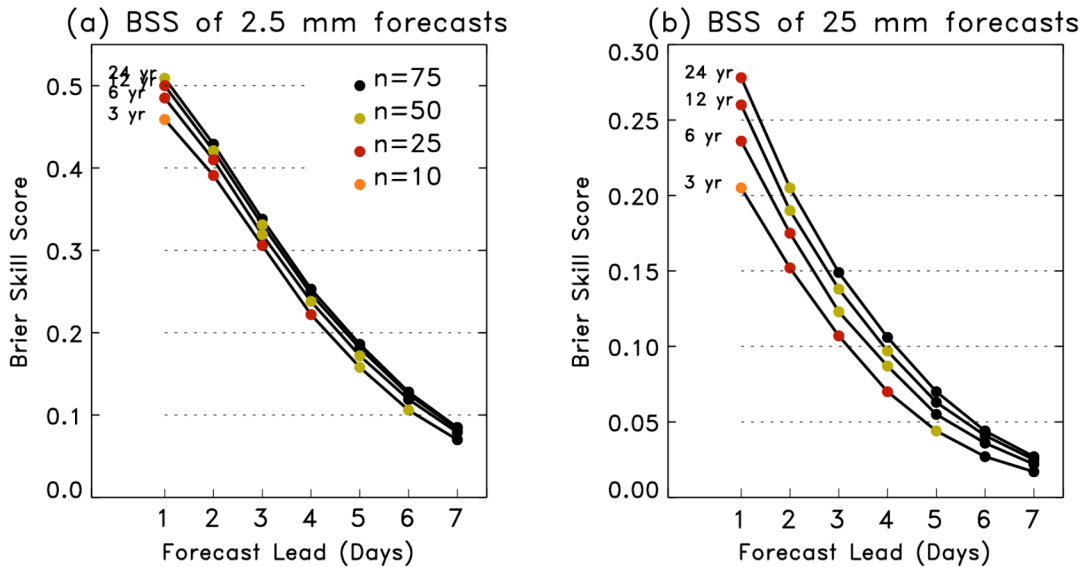 (a) BSS of 2.5 mm forecasts
0.5
0.4
0.3
0.2
0.1
0.0
Brier Skill Score
24 yr
12 yr
6 yr
3 yr
n=75
n=50
n=25
n=10
1 2 3 4 5 6 7
Forecast Lead (Days)
(b) BSS of 25 mm forecasts
0.30
0.25
0.20
0.15
0.10
0.05
0.00
Brier Skill Score
24 yr
12 yr
6 yr
3 yr
1 2 3 4 5 6 7
Forecast Lead (Days)